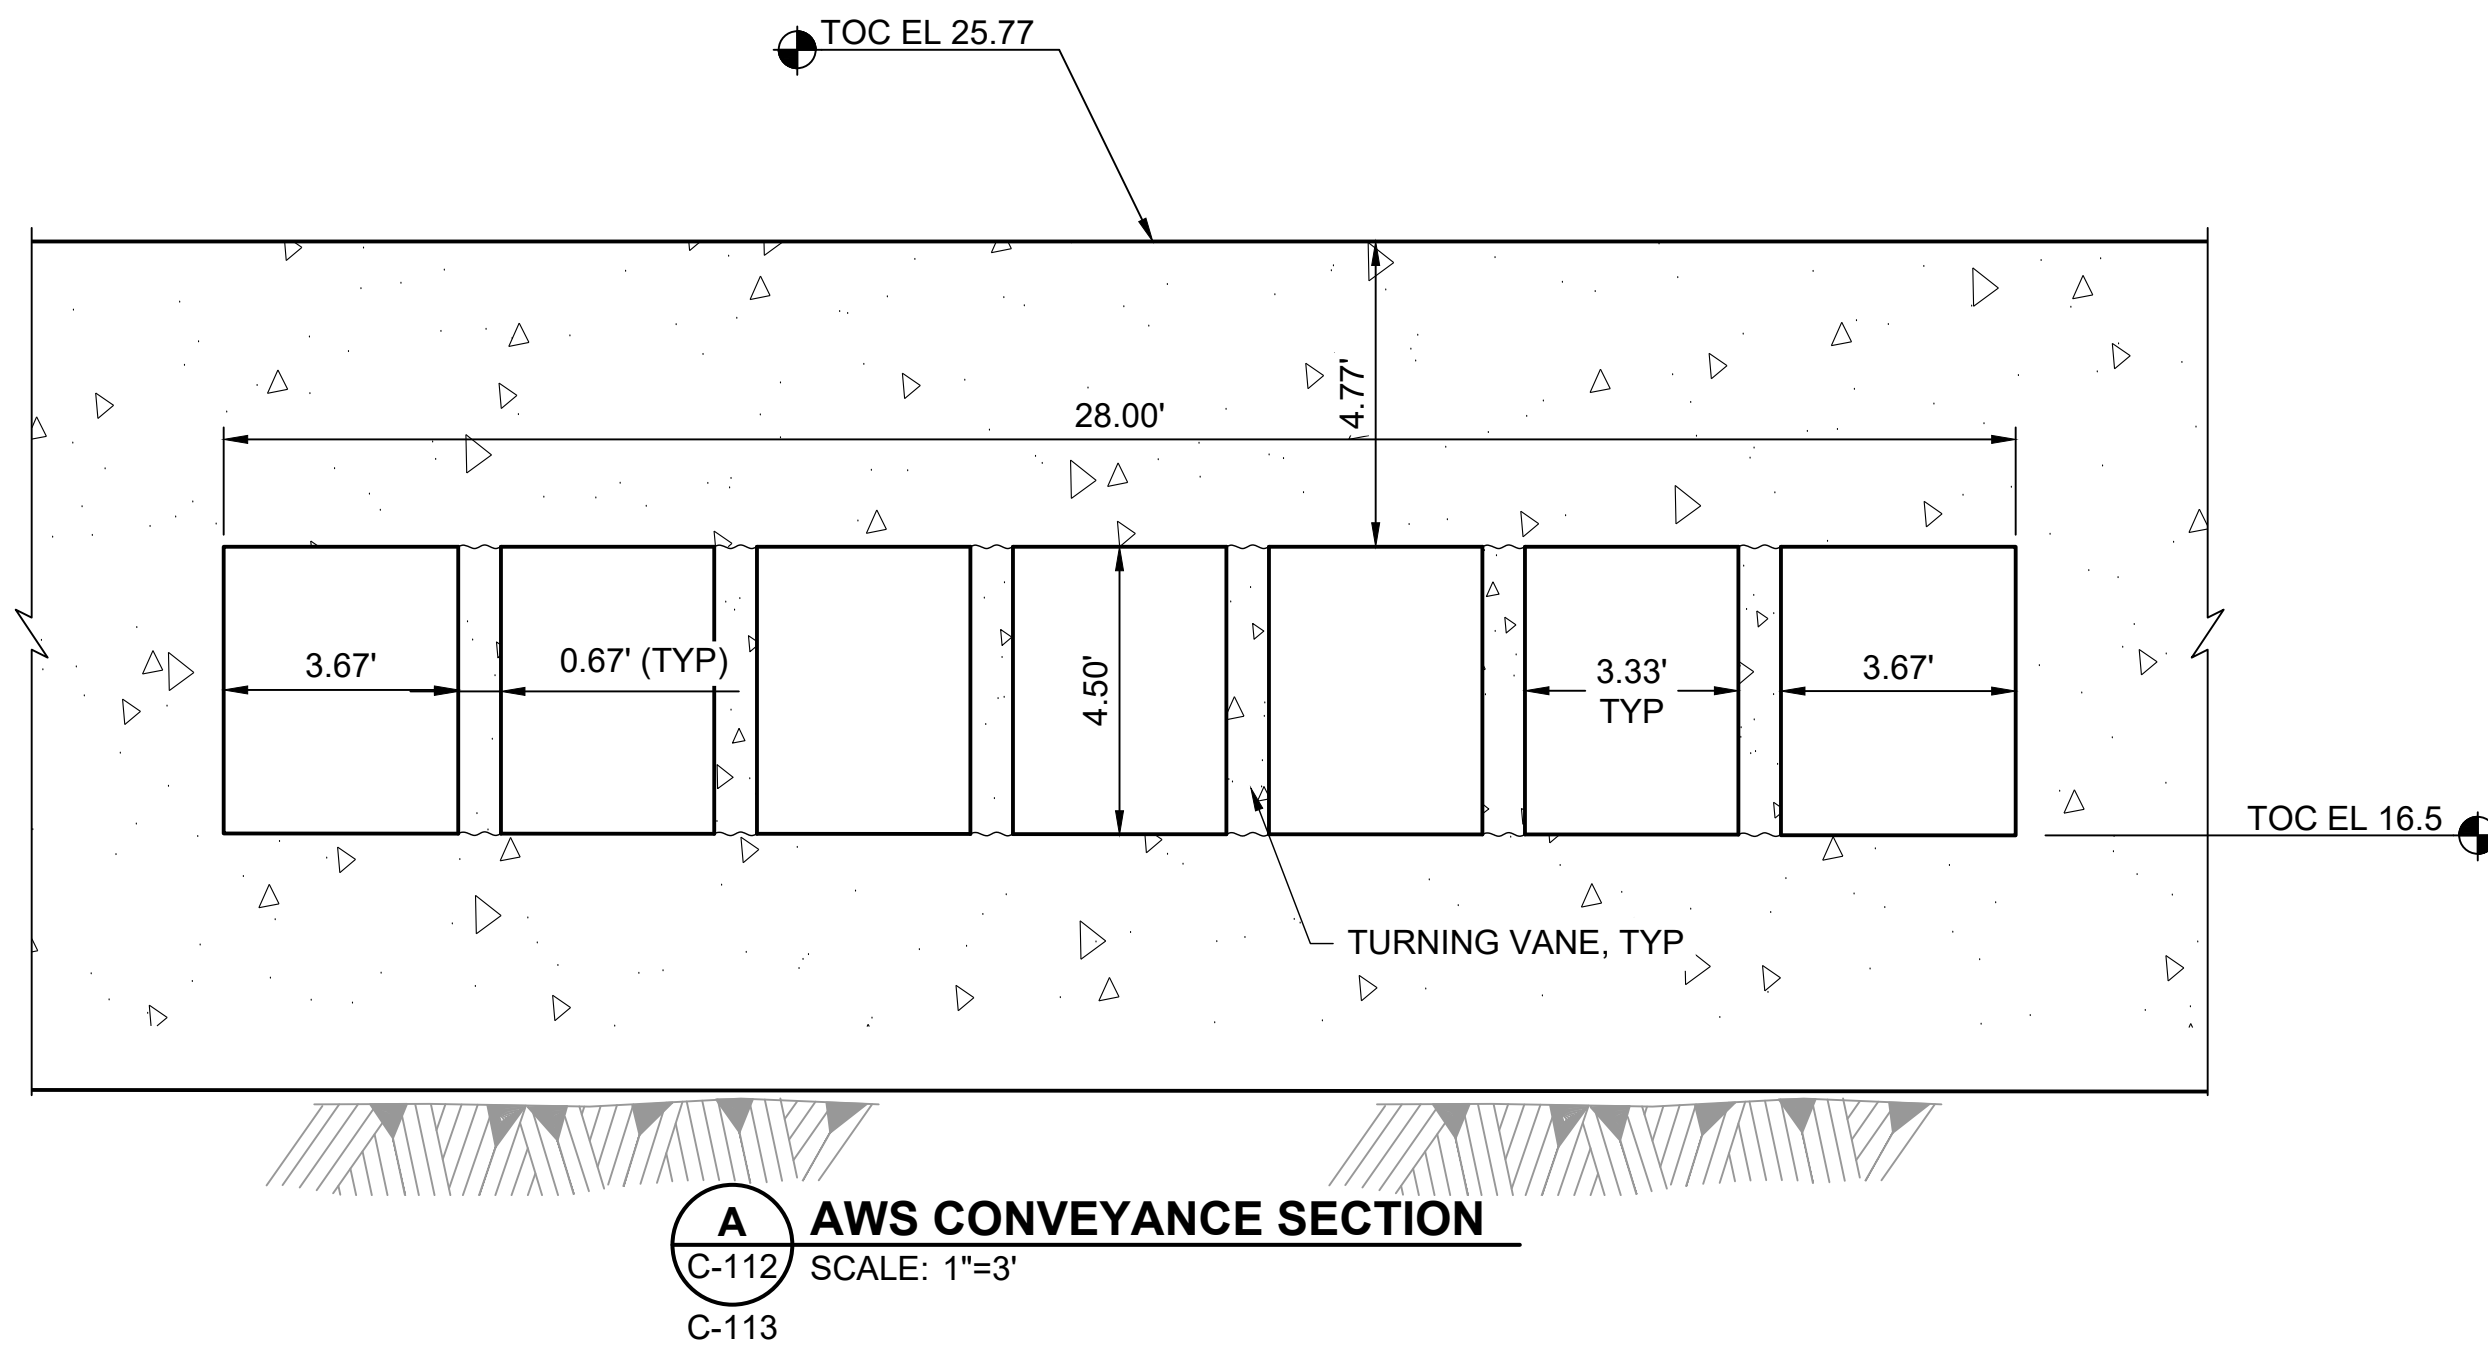 TOC EL 25.77
4.77'
28.00'
3.67'
0.67' (TYP)
4.50'
3.33'
TYP
3.67'
TOC EL 16.5
TURNING VANE, TYP
A
C-112
C-113
AWS CONVEYANCE SECTION
SCALE: 1"=3'